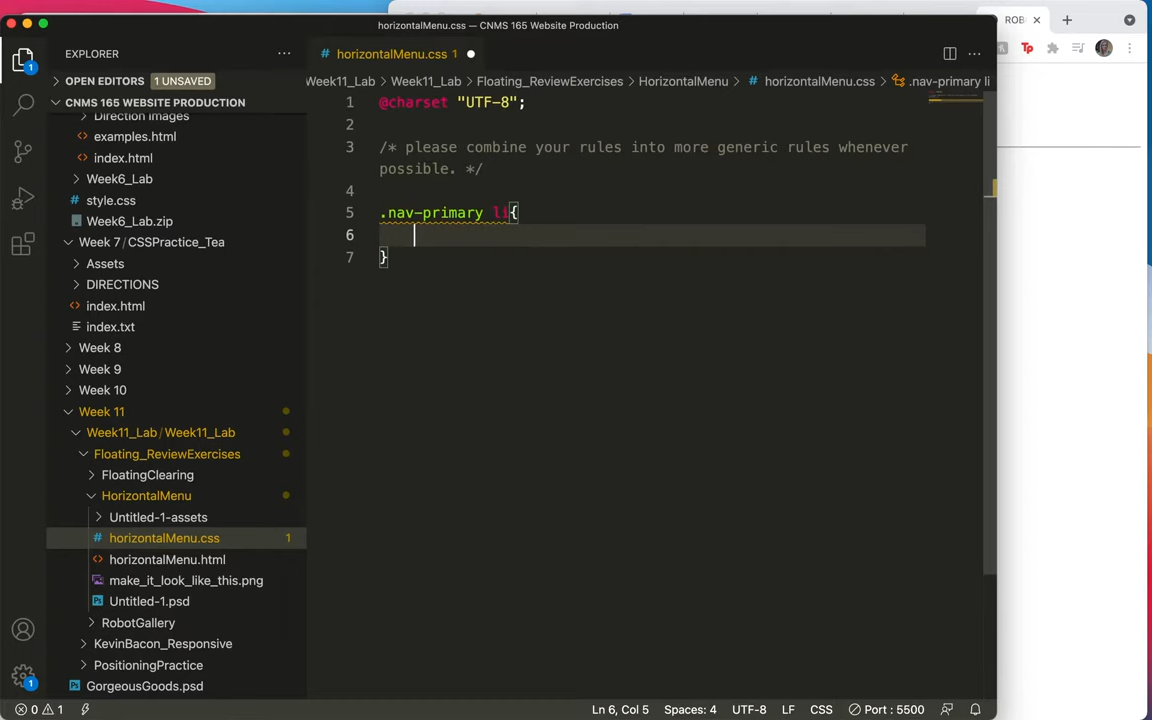 horizontalMenu.css — CNMS 165 Website Production
ROB
EXPLORER
# horizontalMenu.css 1
OPEN EDITORS 1 UNSAVED
Week11_Lab > Week11_Lab > Floating_ReviewExercises > HorizontalMenu > # horizontalMenu.css > .nav-primary li
CNMS 165 WEBSITE PRODUCTION
Direction images
examples.html
index.html
Week6_Lab
style.css
Week6_Lab.zip
Week 7 / CSSPractice_Tea
Assets
DIRECTIONS
index.html
index.txt
Week 8
Week 9
Week 10
Week 11
Week11_Lab / Week11_Lab
Floating_ReviewExercises
FloatingClearing
HorizontalMenu
Untitled-1-assets
# horizontalMenu.css 1
horizontalMenu.html
make_it_look_like_this.png
Untitled-1.psd
RobotGallery
KevinBacon_Responsive
PositioningPractice
GorgeousGoods.psd
1 @charset "UTF-8";
2
3 /* please combine your rules into more generic rules whenever
possible. */
4
5 .nav-primary li{
6
7 }
Tp
1
1
0 1
Ln 6, Col 5 Spaces: 4 UTF-8 LF CSS Port : 5500